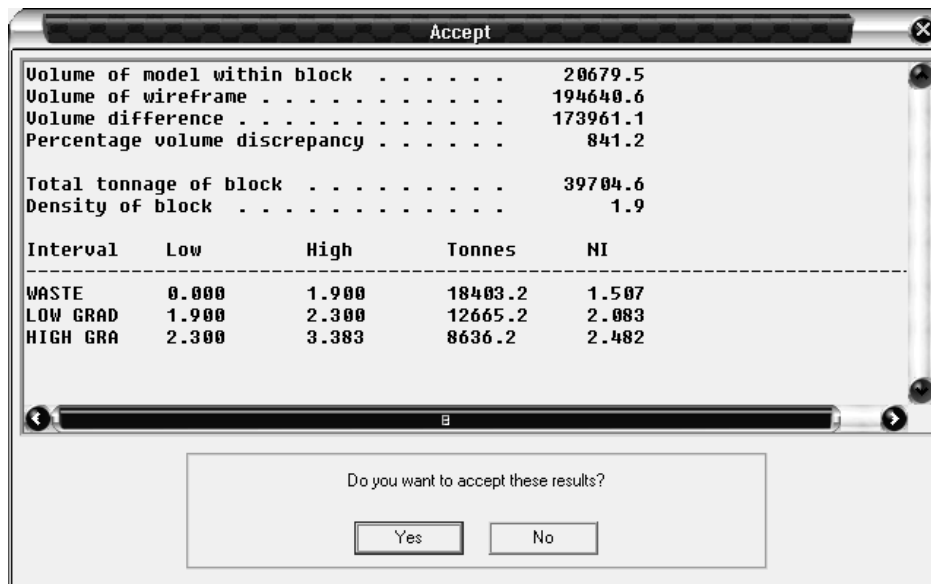 Accept
Volume of model within block . . . . . . 20679.5
Volume of wireframe . . . . . . . . . . . 194640.6
Volume difference . . . . . . . . . . . . 173961.1
Percentage volume discrepancy . . . . . . 841.2
Total tonnage of block . . . . . . . . . 39704.6
Density of block . . . . . . . . . . . . 1.9
Interval Low High Tonnes NI
WASTE 0.000 1.900 18403.2 1.507
LOW GRAD 1.900 2.300 12665.2 2.083
HIGH GRA 2.300 3.383 8636.2 2.482
Do you want to accept these results?
Yes No